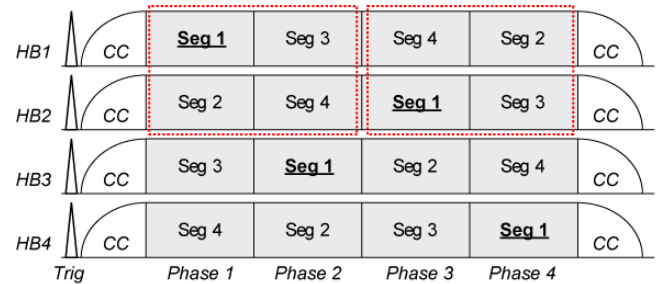 HB1 CC Seg 1 Seg 3 Seg 4 Seg 2 CC
HB2 CC Seg 2 Seg 4 Seg 1 Seg 3 CC
HB3 CC Seg 3 Seg 1 Seg 2 Seg 4 CC
HB4 CC Seg 4 Seg 2 Seg 3 Seg 1 CC
Trig Phase 1 Phase 2 Phase 3 Phase 4